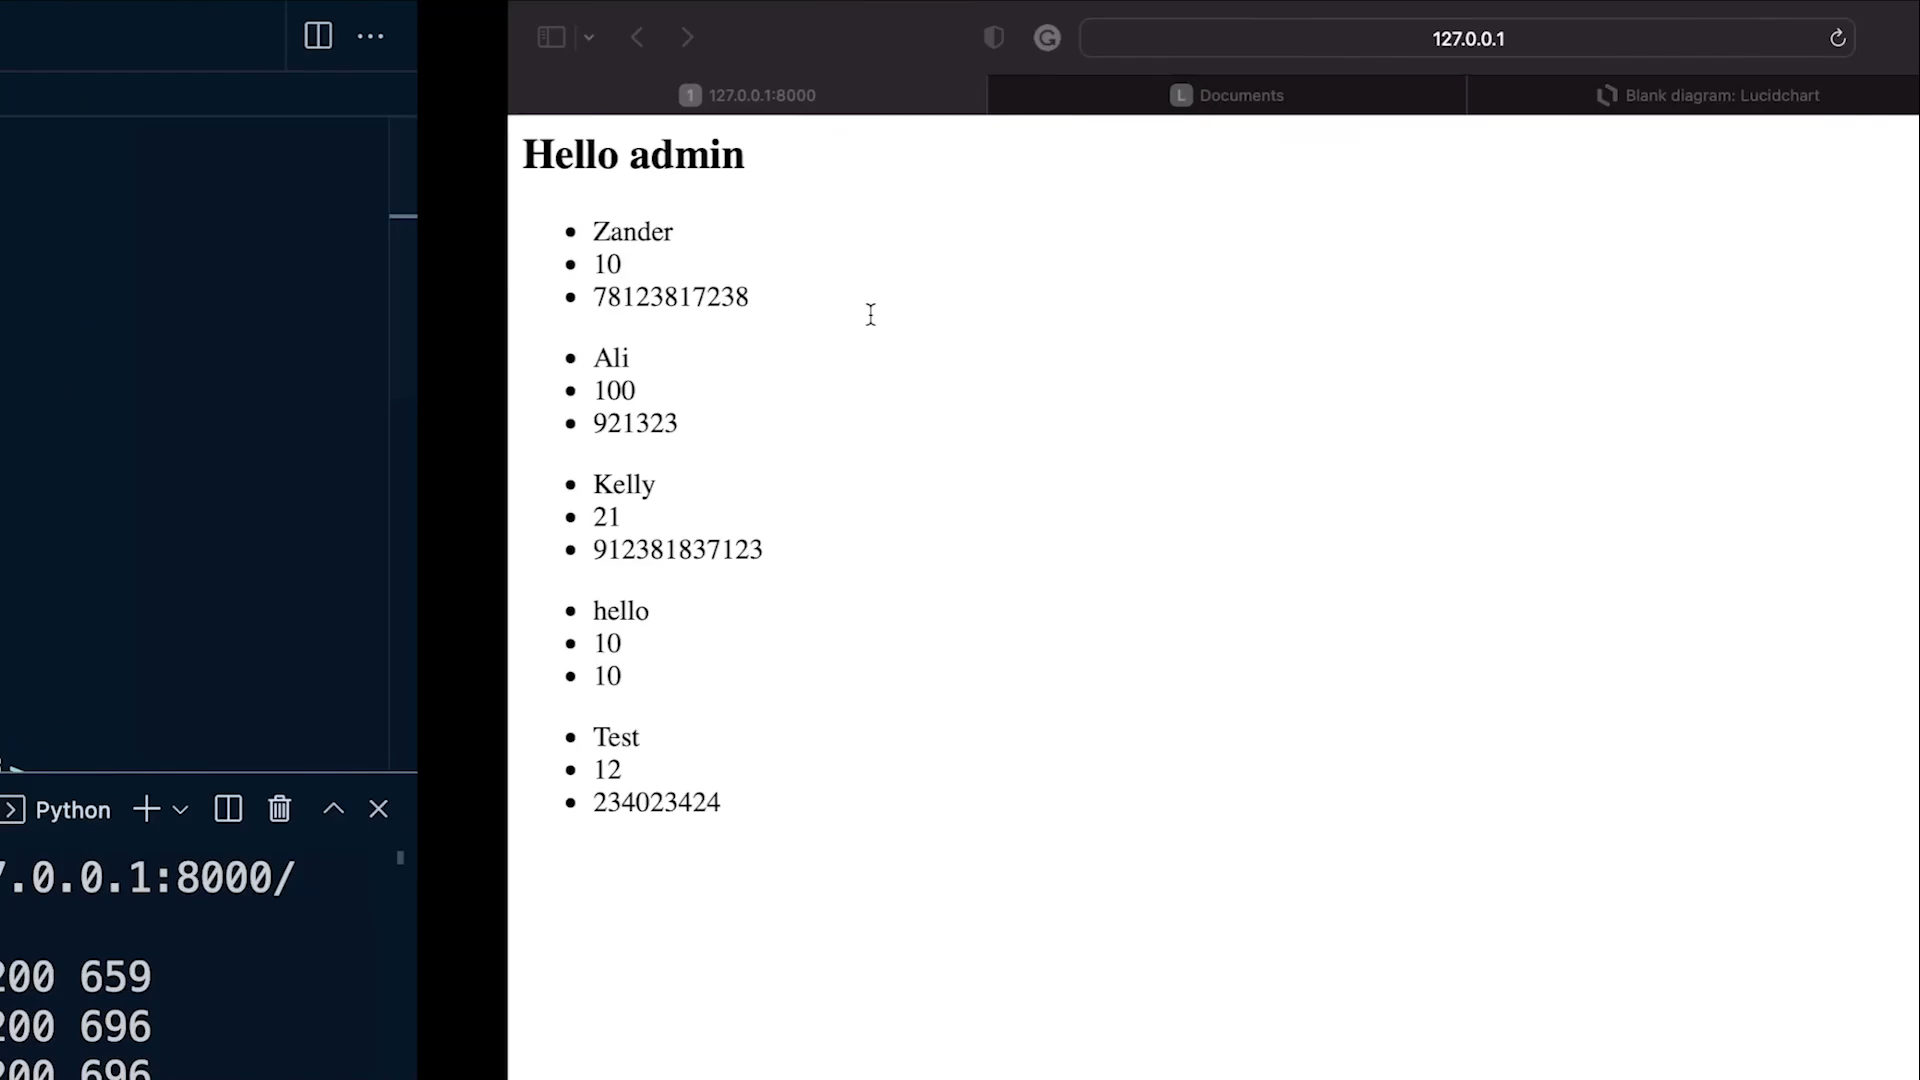 127.0.0.1
1 127.0.0.1:8000
L Documents
Blank diagram: Lucidchart
Hello admin
• Zander
• 10
• 78123817238
• Ali
• 100
• 921323
• Kelly
• 21
• 912381837123
• hello
• 10
• 10
• Test
• 12
• 234023424
Python
7.0.0.1:8000/
200 659
200 696
200 696